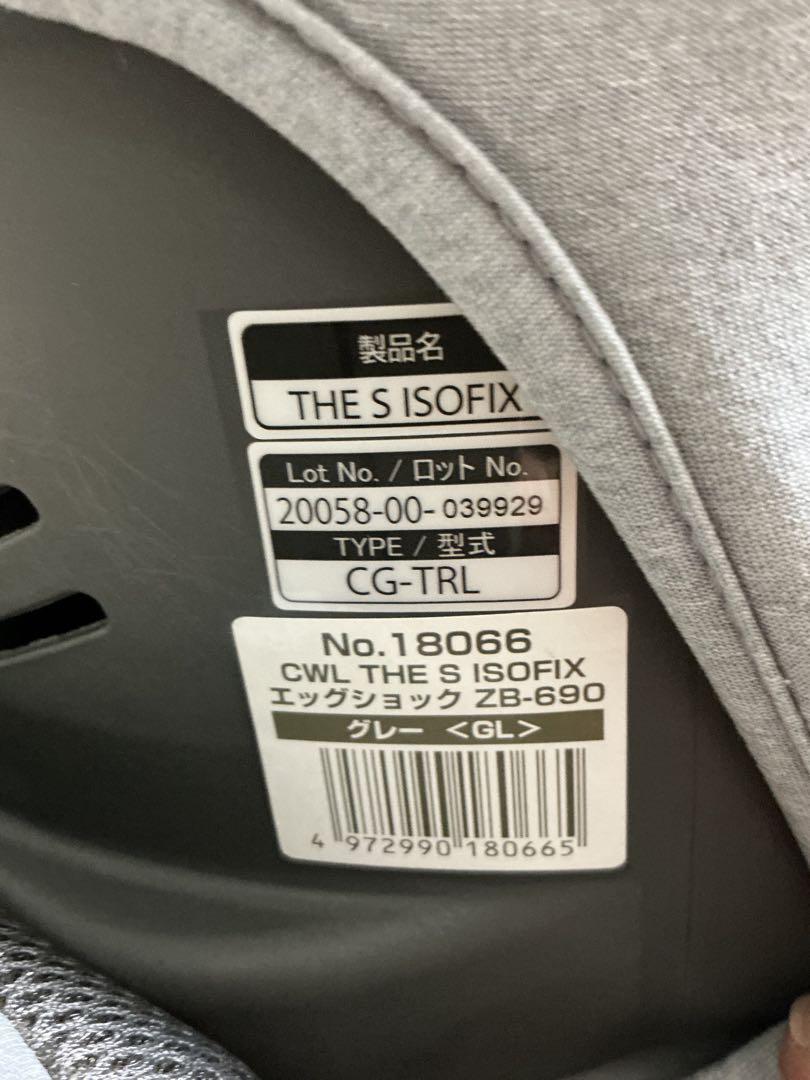 製品名
THE S ISOFIX
Lot No. / ロット No.
20058-00-039929
TYPE / 型式
CG-TRL
No.18066
CWL THE S ISOFIX
エッグショック ZB-690
グレー <GL>
4 972990 180665